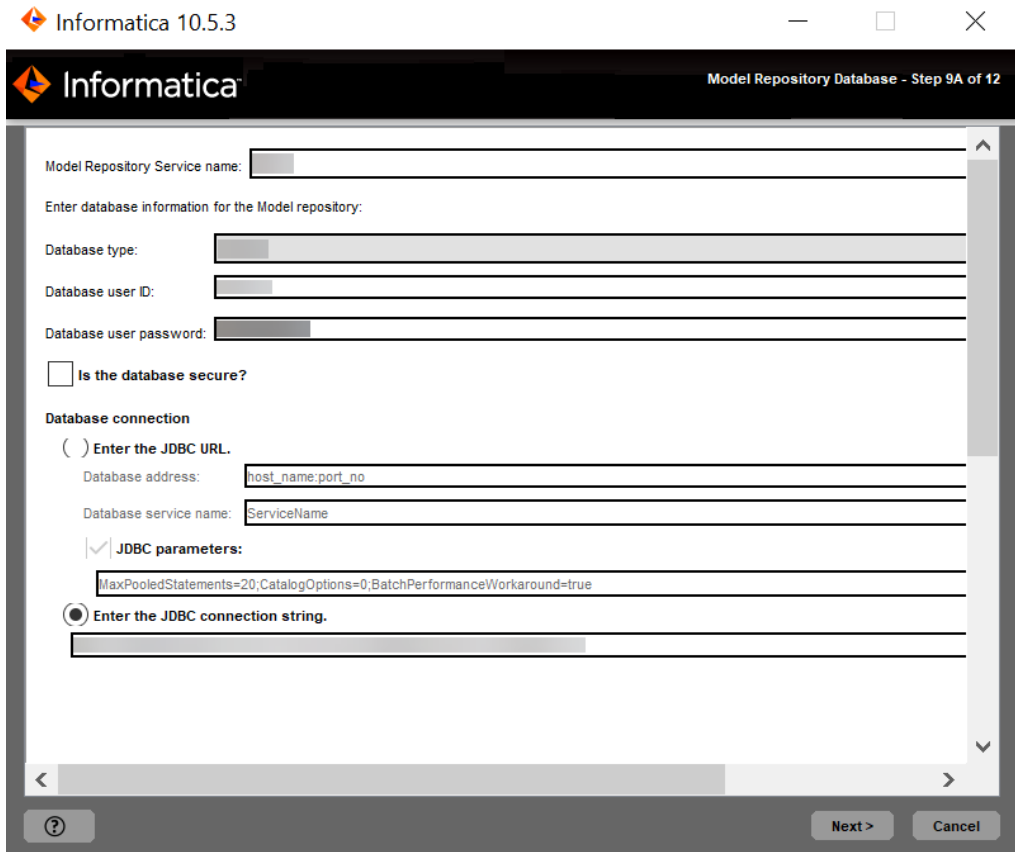 Informatica 10.5.3
Informatica™
Model Repository Database - Step 9A of 12
Model Repository Service name:
Enter database information for the Model repository:
Database type:
Database user ID:
Database user password:
Is the database secure?
Database connection
Enter the JDBC URL.
Database address: host_name:port_no
Database service name: ServiceName
JDBC parameters:
MaxPooledStatements=20;CatalogOptions=0;BatchPerformanceWorkaround=true
Enter the JDBC connection string.
?
Next >
Cancel